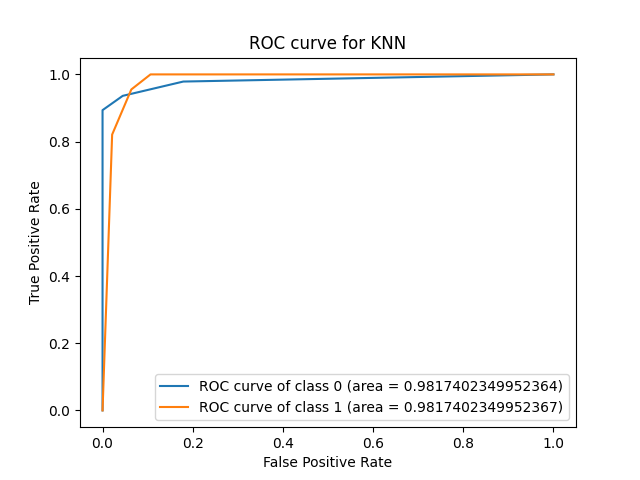 ROC curve for KNN
True Positive Rate
1.0
0.8
0.6
0.4
0.2
0.0
ROC curve of class 0 (area = 0.9817402349952364)
ROC curve of class 1 (area = 0.9817402349952367)
0.0 0.2 0.4 0.6 0.8 1.0
False Positive Rate